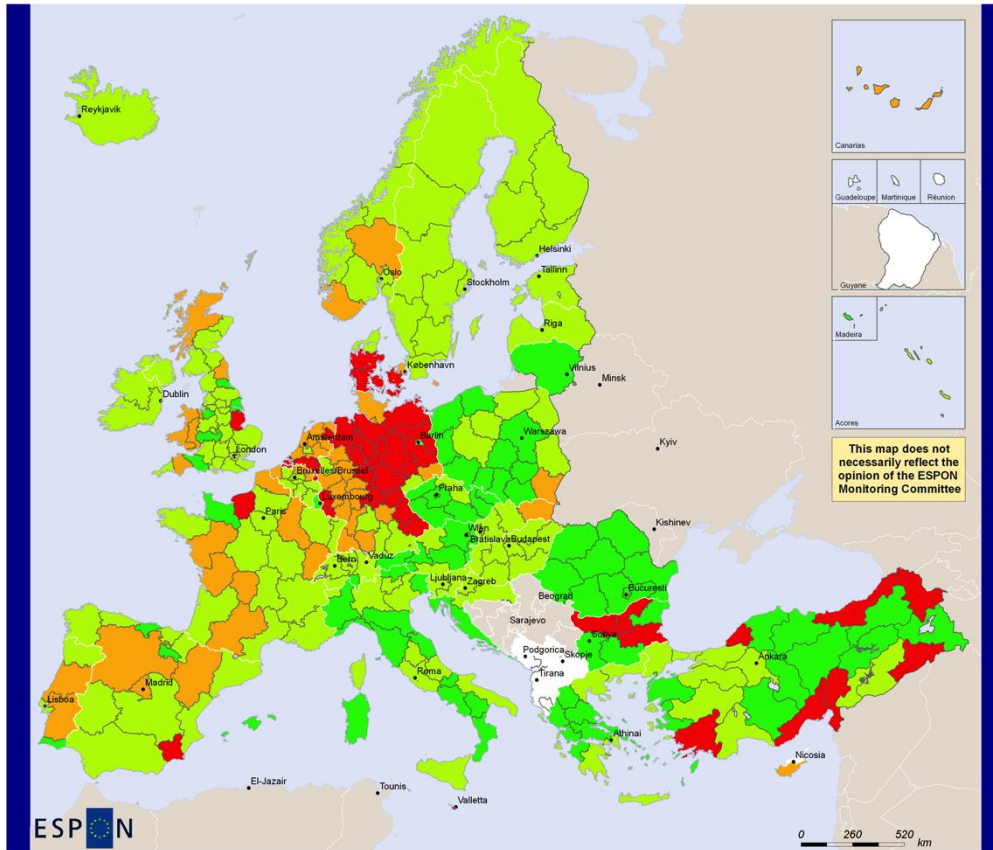 Reykjavik
Canarias
Guadeloupe
Martinique
Réunion
Guyane
Madeira
Acores
This map does not
necessarily reflect the
opinion of the ESPON
Monitoring Committee
Helsinki
Oslo
Tallinn
Stockholm
Riga
København
Vilnius
Minsk
Dublin
Amsterdam
Berlin
Warszawa
London
Bruxelles/Brussel
Kyiv
Praha
Luxembourg
Paris
Kishinev
Wien
Bratislava
Budapest
Bern
Vaduz
Ljubljana
Zagreb
Beograd
Bucuresti
Sarajevo
Sofiya
Podgorica
Skopje
Ankara
Roma
Tirana
Madrid
Lisboa
Athinai
Nicosia
El-Jazair
Tounis
Valletta
ESPON
0 260 520
km